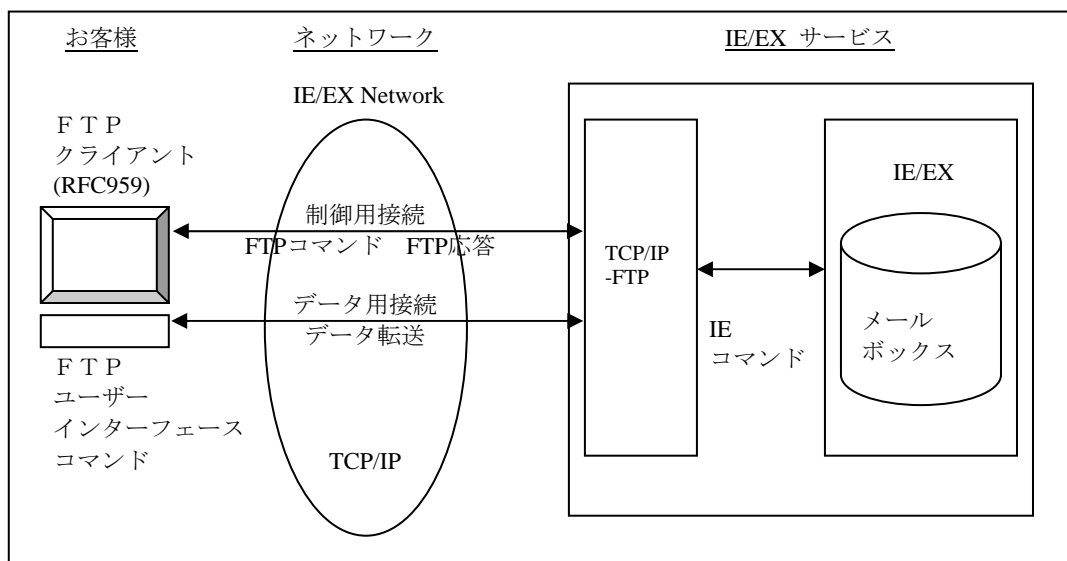 お客様
ネットワーク
IE/EX サービス
IE/EX Network
ＦＴＰ
クライアント
(RFC959)
制御用接続
FTPコマンド　FTP応答
データ用接続
データ転送
ＦＴＰ
ユーザー
インターフェース
コマンド
TCP/IP
TCP/IP
-FTP
IE
コマンド
IE/EX
メール
ボックス